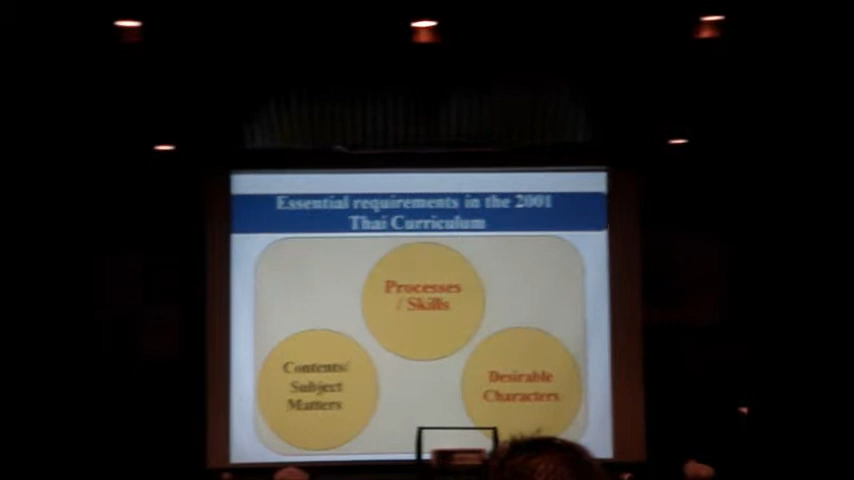 Essential requirements in the 2001
Thai Curriculum
Processes
/ Skills
Contents/
Subject
Matters
Desirable
Characters